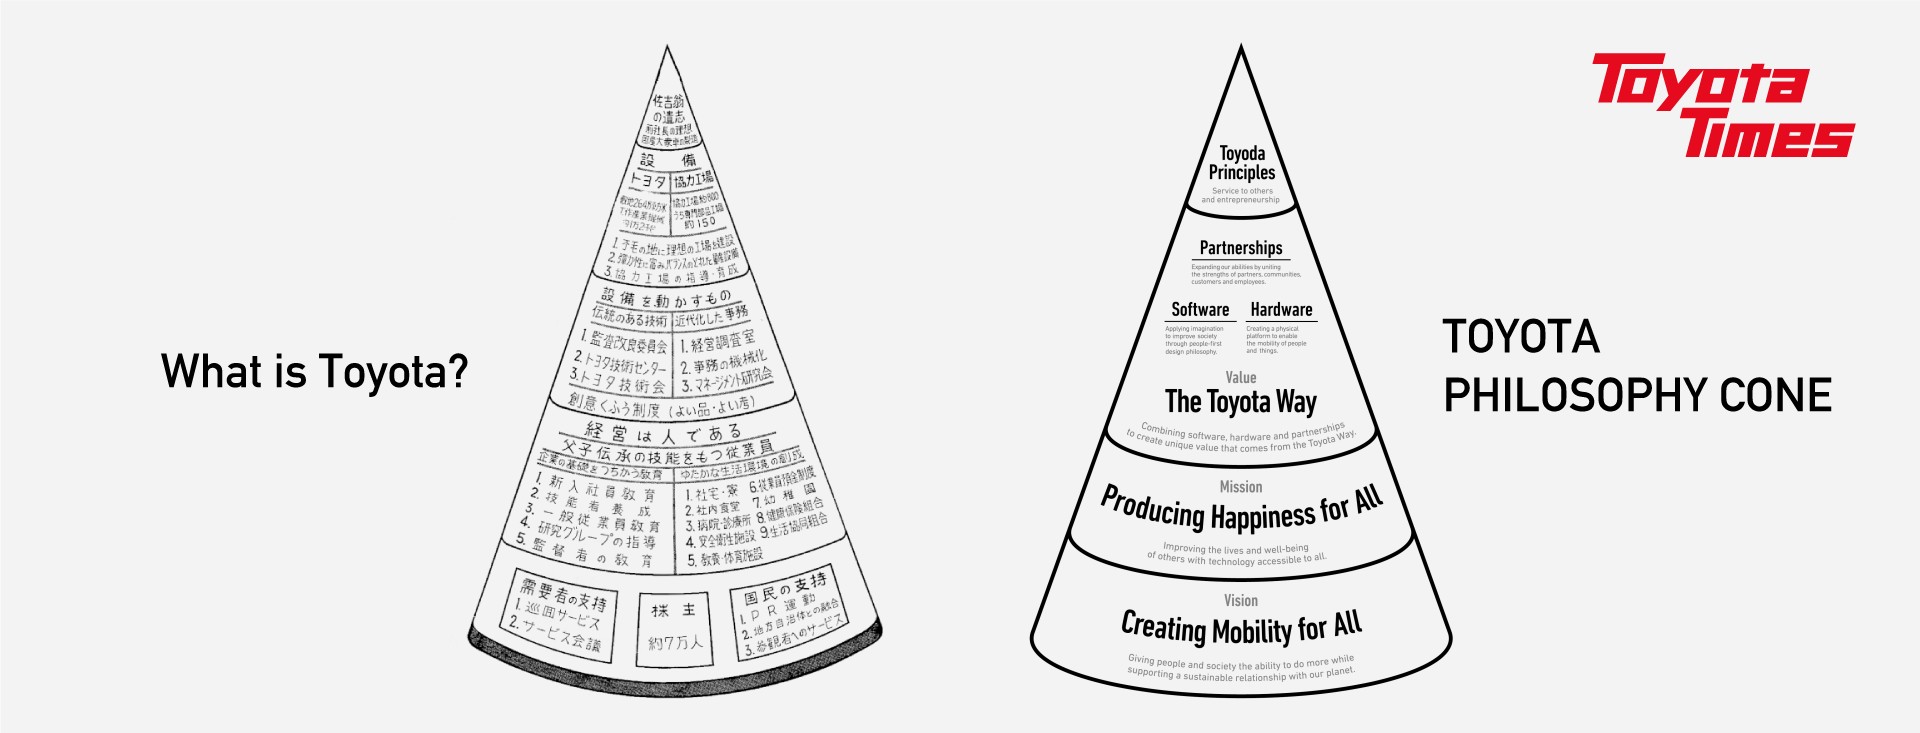 What is Toyota?
佐吉翁
の遺志
前社長の理想
国産大衆車の製造
設 備
トヨタ 協力工場
協力工場約800
うち専門部品工場
約150
1. 不毛の地に理想の工場を建設
2. 弾力性に富みバランスのとれた量産設備
3. 協力工場の指導・育成
設備を動かすもの
伝統のある技術 近代化した事務
1. 監査改良委員会
2. トヨタ技術センター
3. トヨタ技術会
1. 経営調査室
2. 事務の機械化
3. マネージメント研究会
創意くふう制度 (よい品・よい考)
経営は人である
父子伝承の技能をもつ従業員
企業の基礎をつちかう教育 ゆたかな生活環境の創成
1. 新入社員教育
2. 技能者養成
3. 一般従業員教育
4. 研究グループの指導
5. 監督者の教育
1. 社宅・寮
2. 社内食堂
3. 病院・診療所
4. 安全衛生施設
5. 教養・体育施設
6. 従業員預金制度
7. 幼稚園
8. 健康保険組合
9. 生活協同組合
需要者の支持
1. 巡回サービス
2. サービス会議
株 主
約7万人
国民の支持
1. PR運動
2. 地方自治体との融合
3. 参観者へのサービス
Toyoda
Principles
Service to others
and entrepreneurship
Partnerships
Expanding our abilities by uniting
the strengths of partners, communities,
customers and employees.
Software
Applying imagination
to improve society
through people-first
design philosophy.
Hardware
Creating a physical
platform to enable
the mobility of people
and things.
Value
The Toyota Way
Combining software, hardware and partnerships
to create unique value that comes from the Toyota Way.
Mission
Producing Happiness for All
Improving the lives and well-being
of others with technology accessible to all.
Vision
Creating Mobility for All
Giving people and society the ability to do more while
supporting a sustainable relationship with our planet.
Toyota
Times
TOYOTA
PHILOSOPHY CONE